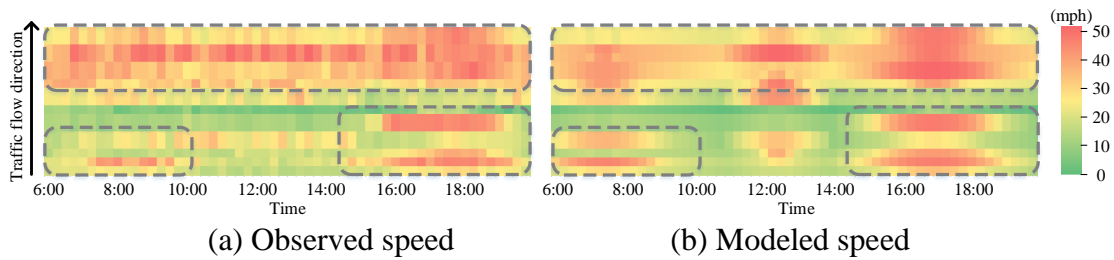 Traffic flow direction
(mph)
50
40
30
20
10
0
6:00 8:00 10:00 12:00 14:00 16:00 18:00
6:00 8:00 10:00 12:00 14:00 16:00 18:00
Time
Time
(a) Observed speed
(b) Modeled speed